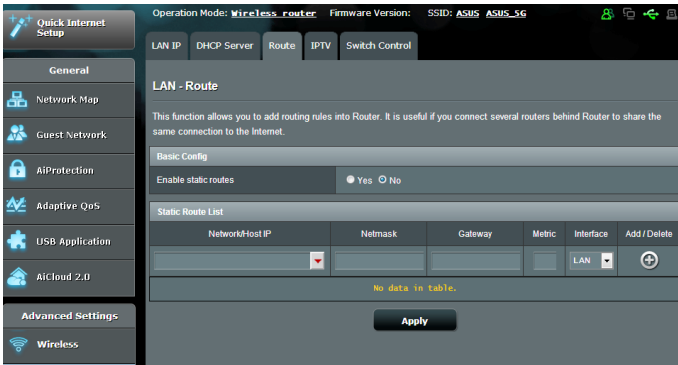 Quick Internet Setup
Operation Mode: Wireless router Firmware Version: SSID: ASUS ASUS_5G
LAN IP DHCP Server Route IPTV Switch Control
General
Network Map
Guest Network
AiProtection
Adaptive QoS
USB Application
AiCloud 2.0
Advanced Settings
Wireless
LAN - Route
This function allows you to add routing rules into Router. It is useful if you connect several routers behind Router to share the
same connection to the Internet.
Basic Config
Enable static routes Yes No
Static Route List
Network/Host IP Netmask Gateway Metric Interface Add / Delete
LAN
No data in table.
Apply